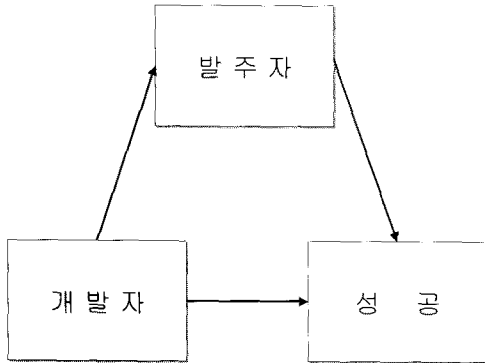 발 주 자
개 발 자
성 공